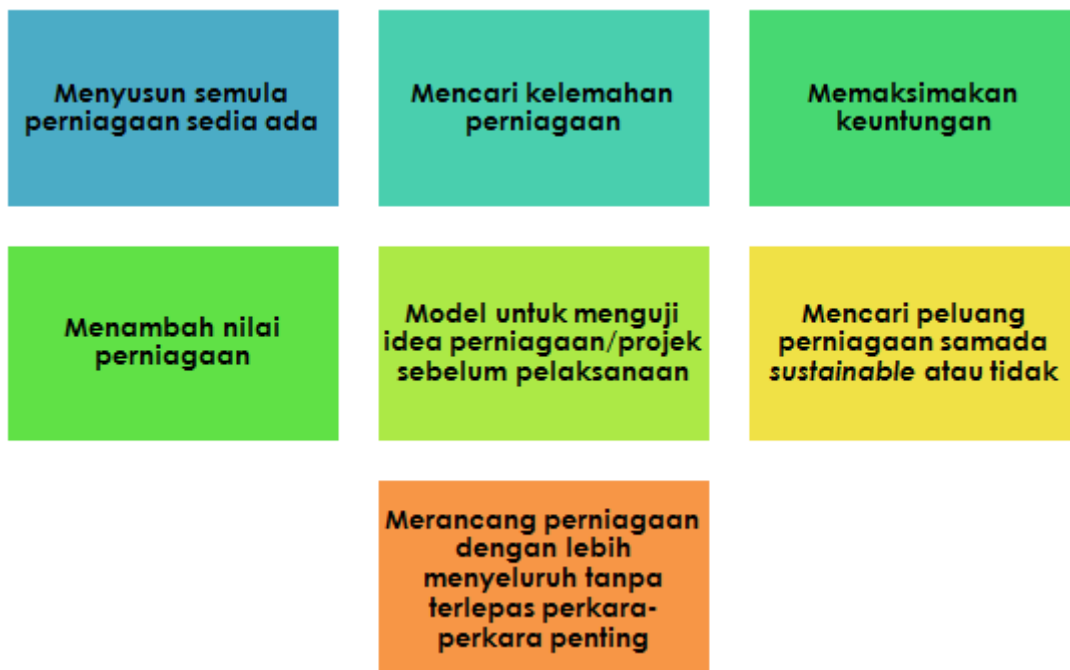 Menyusun semula
perniagaan sedia ada
Mencari kelemahan
perniagaan
Memaksimakan
keuntungan
Menambah nilai
perniagaan
Model untuk menguji
idea perniagaan/projek
sebelum pelaksanaan
Mencari peluang
perniagaan samada
sustainable atau tidak
Merancang perniagaan
dengan lebih
menyeluruh tanpa
terlepas perkara-
perkara penting